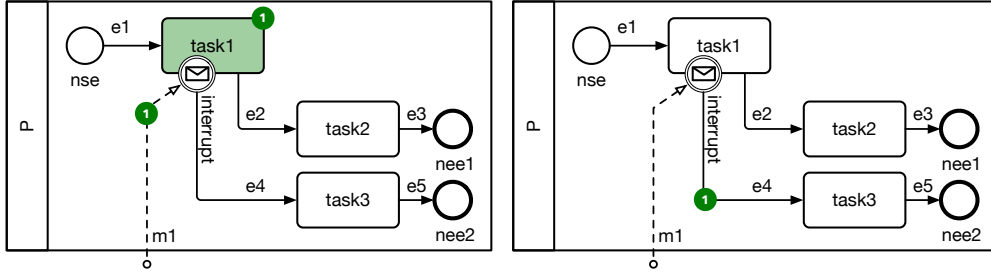 P
nse
e1
task1
1
1
interrupt
m1
e2
task2
e3
nee1
e4
task3
e5
nee2
P
nse
e1
task1
interrupt
m1
e2
task2
e3
nee1
1
e4
task3
e5
nee2